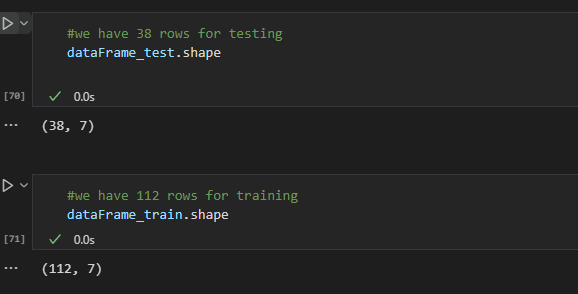 #we have 38 rows for testing
dataFrame_test.shape
[70]
0.0s
... (38, 7)
#we have 112 rows for training
dataFrame_train.shape
[71]
0.0s
... (112, 7)